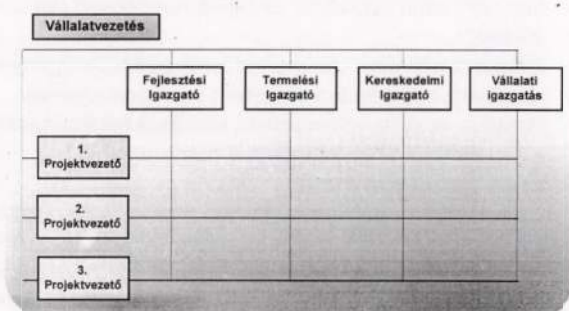 Vállalatvezetés
Fejlesztési
Igazgató
Termelési
Igazgató
Kereskedelmi
Igazgató
Vállalati
igazgatás
1.
Projektvezető
2.
Projektvezető
3.
Projektvezető